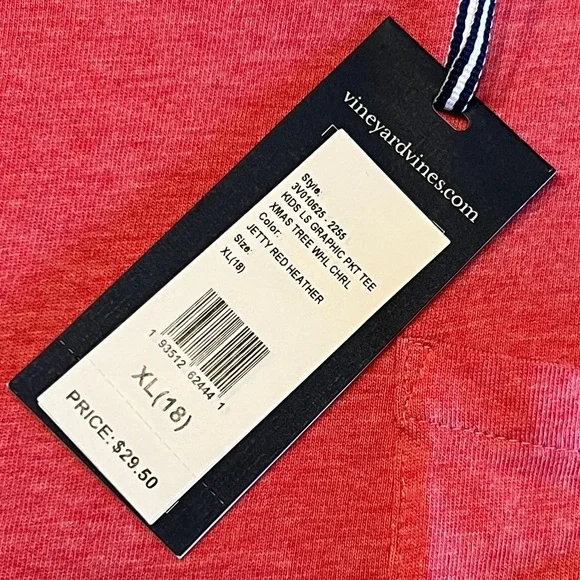 vineyardvines.com
Style:
3V010625 - 2255
KIDS LS GRAPHIC PKT TEE
XMAS TREE WHL CHRL
Color:
JETTY RED HEATHER
Size:
XL(18)
1 93512 62444 1
XL(18)
PRICE: $29.50